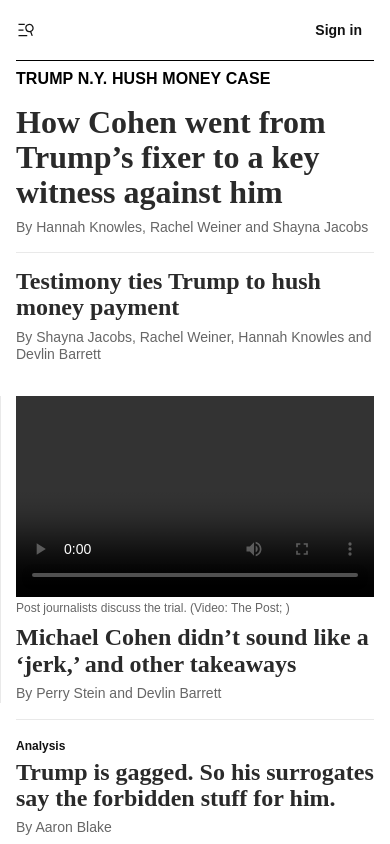 Sign in
TRUMP N.Y. HUSH MONEY CASE
How Cohen went from
Trump’s fixer to a key
witness against him
By Hannah Knowles, Rachel Weiner and Shayna Jacobs
Testimony ties Trump to hush
money payment
By Shayna Jacobs, Rachel Weiner, Hannah Knowles and
Devlin Barrett
0:00
Post journalists discuss the trial. (Video: The Post; )
Michael Cohen didn’t sound like a
‘jerk,’ and other takeaways
By Perry Stein and Devlin Barrett
Analysis
Trump is gagged. So his surrogates
say the forbidden stuff for him.
By Aaron Blake